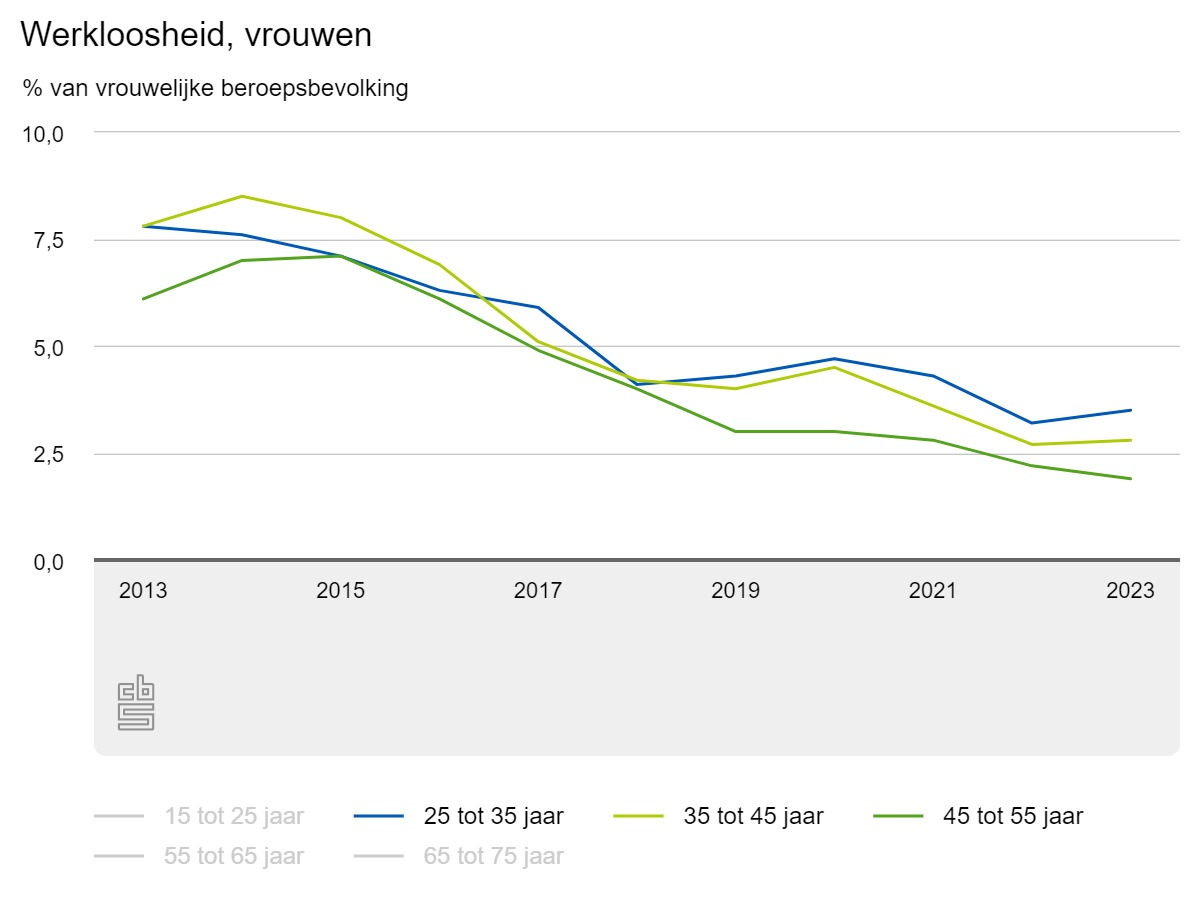 Werkloosheid, vrouwen
% van vrouwelijke beroepsbevolking
10,0
7,5
5,0
2,5
0,0
2013 2015 2017 2019 2021 2023
cbs
15 tot 25 jaar 25 tot 35 jaar 35 tot 45 jaar 45 tot 55 jaar
55 tot 65 jaar 65 tot 75 jaar